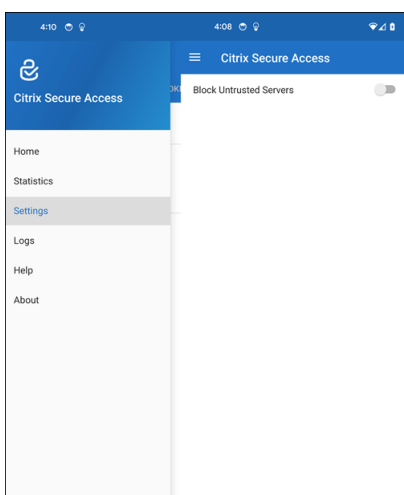 4:10
Citrix Secure Access
Home
Statistics
Settings
Logs
Help
About
4:08
Citrix Secure Access
Block Untrusted Servers